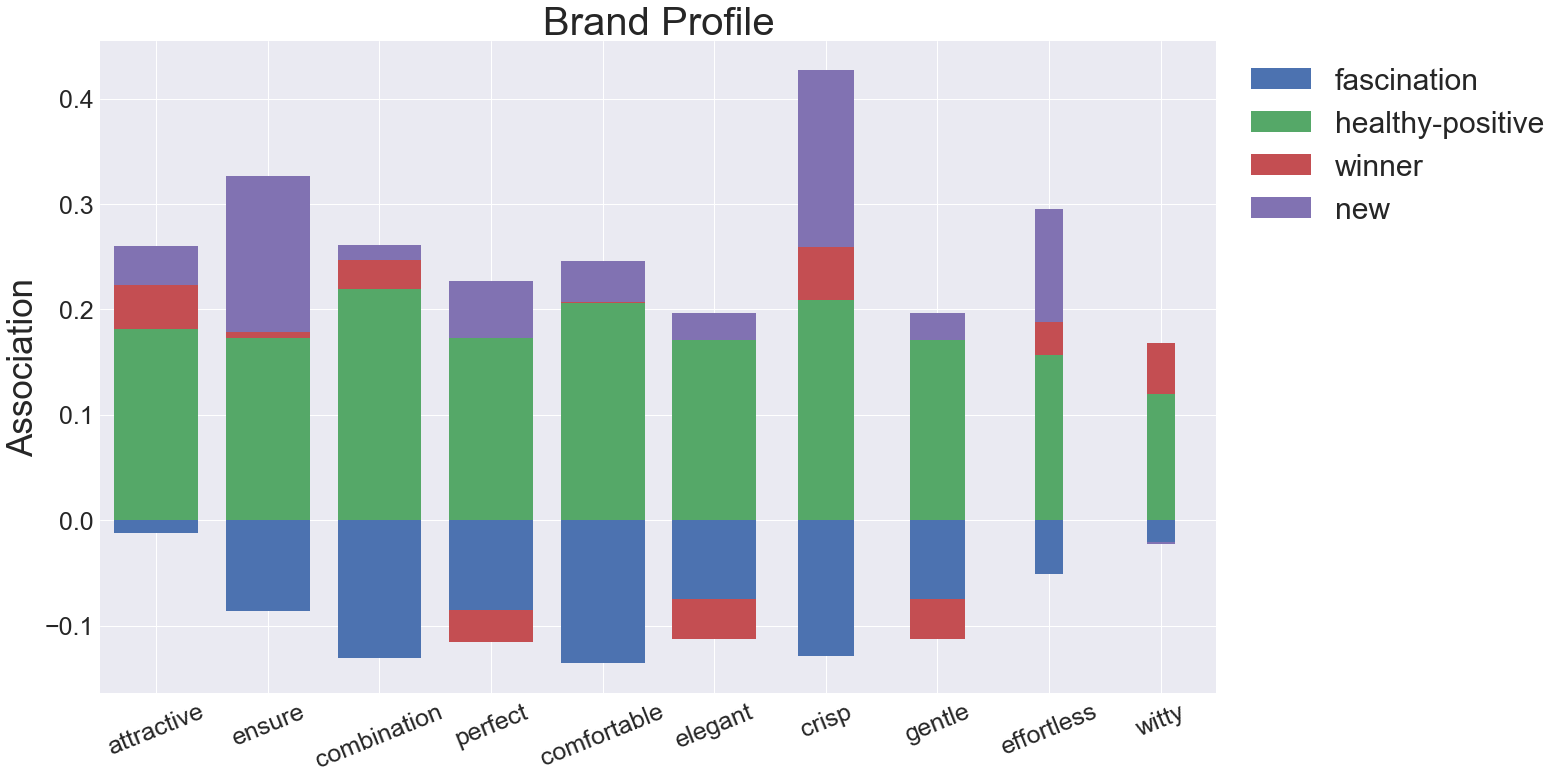 Brand Profile
fascination
healthy-positive
winner
new
Association
0.4
0.3
0.2
0.1
0.0
−0.1
attractive
ensure
combination
perfect
comfortable
elegant
crisp
gentle
effortless
witty